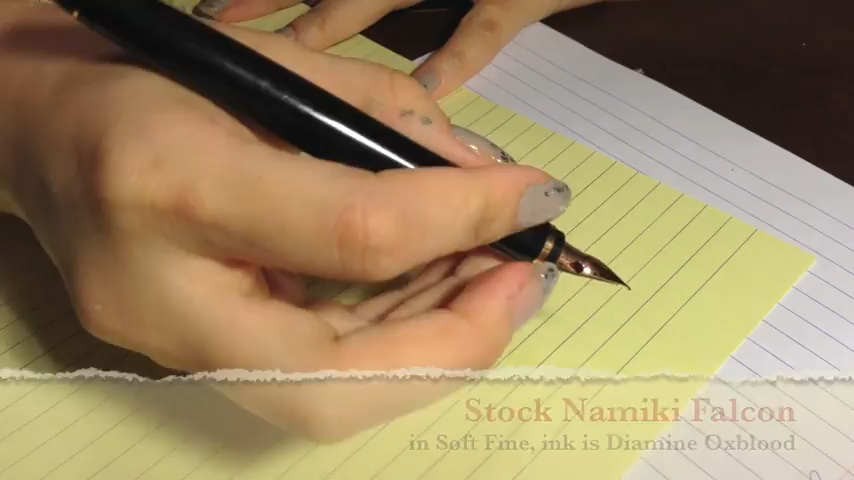 Stock Namiki Falcon
in Soft Fine, ink is Diamine Oxblood